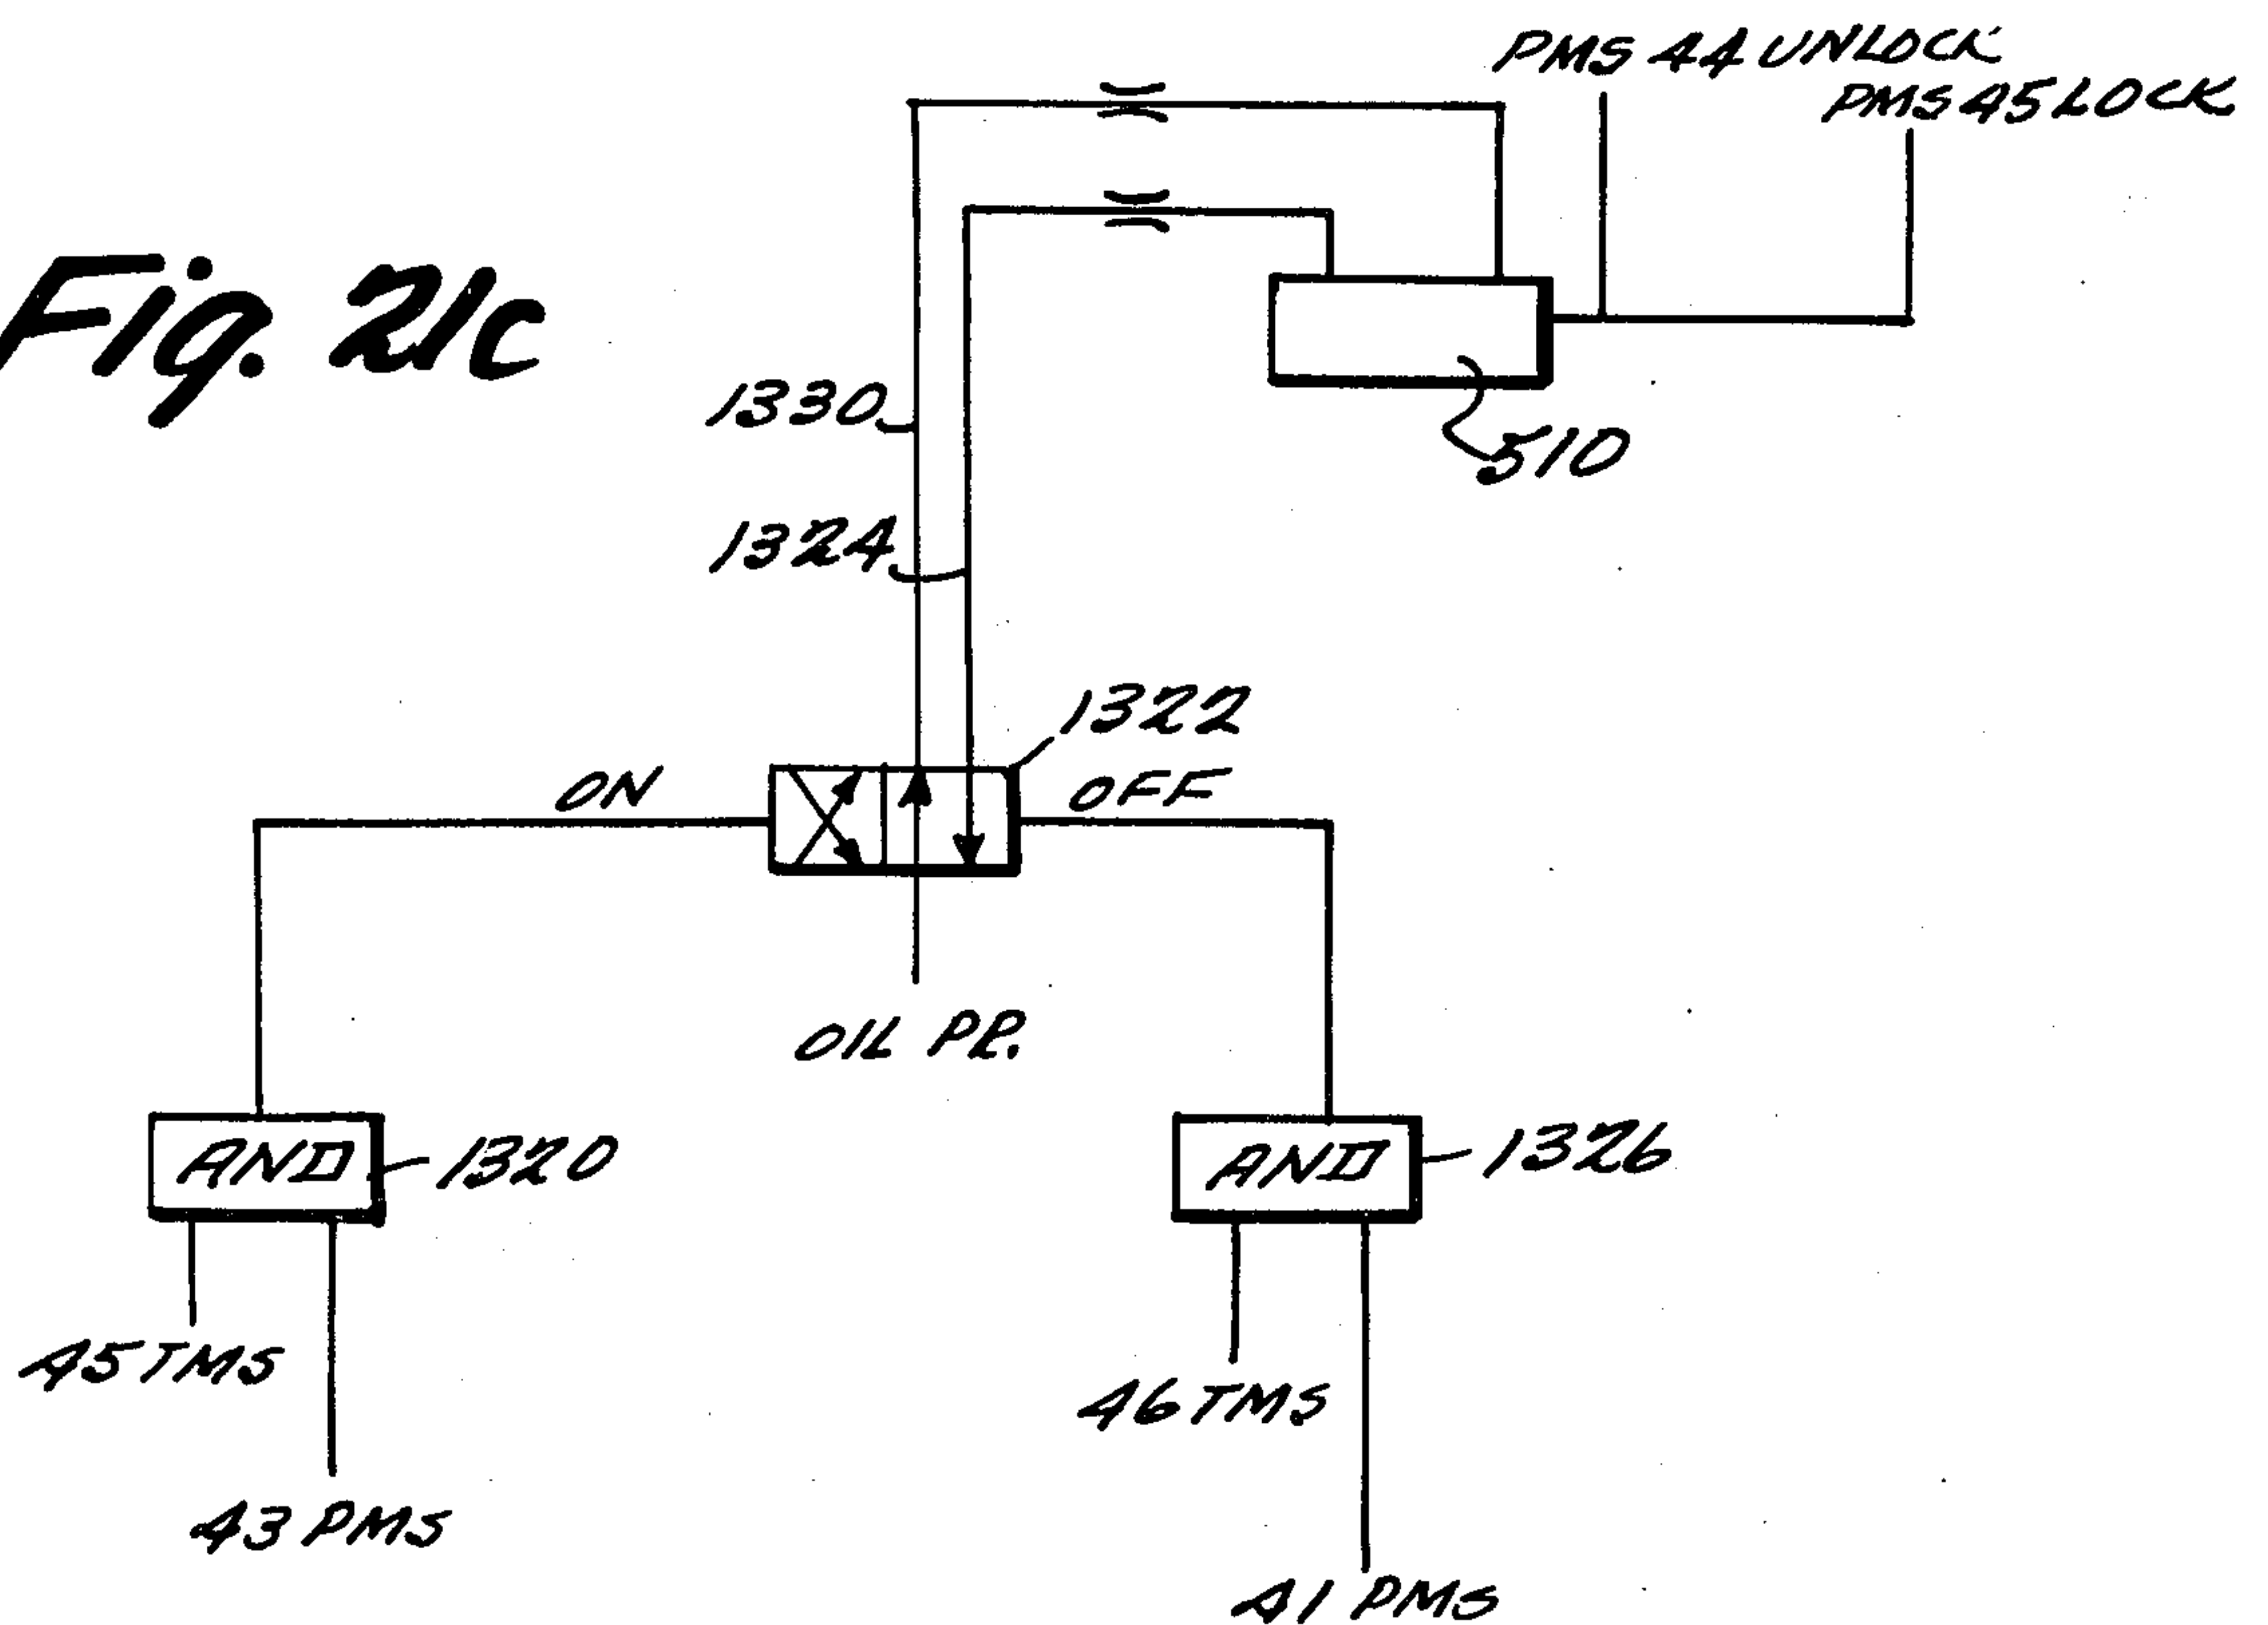 PMS 44 UNLOCK
PMS 45 LOCK
Fig. 21c
1330
510
1324
1322
ON
OFF
OIL PR.
AND
1320
AND
1326
45 TMS
46 TMS
43 PMS
41 PMS